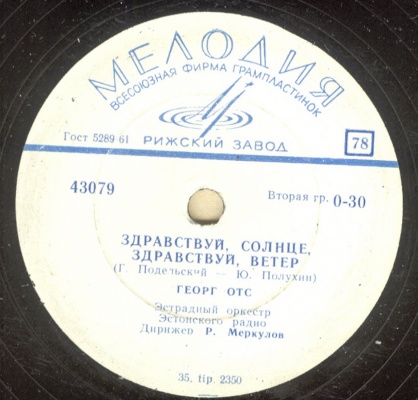 МЕЛОДИЯ
ВСЕСОЮЗНАЯ ФИРМА ГРАМПЛАСТИНОК
Гост 5289-61
РИЖСКИЙ ЗАВОД
78
43079
Вторая гр. 0-30
ЗДРАВСТВУЙ, СОЛНЦЕ,
ЗДРАВСТВУЙ, ВЕТЕР
(Г. Подельский — Ю. Полухин)
ГЕОРГ ОТС
Эстрадный оркестр
Эстонского радио
Дирижер Р. Меркулов
35. tip. 2350